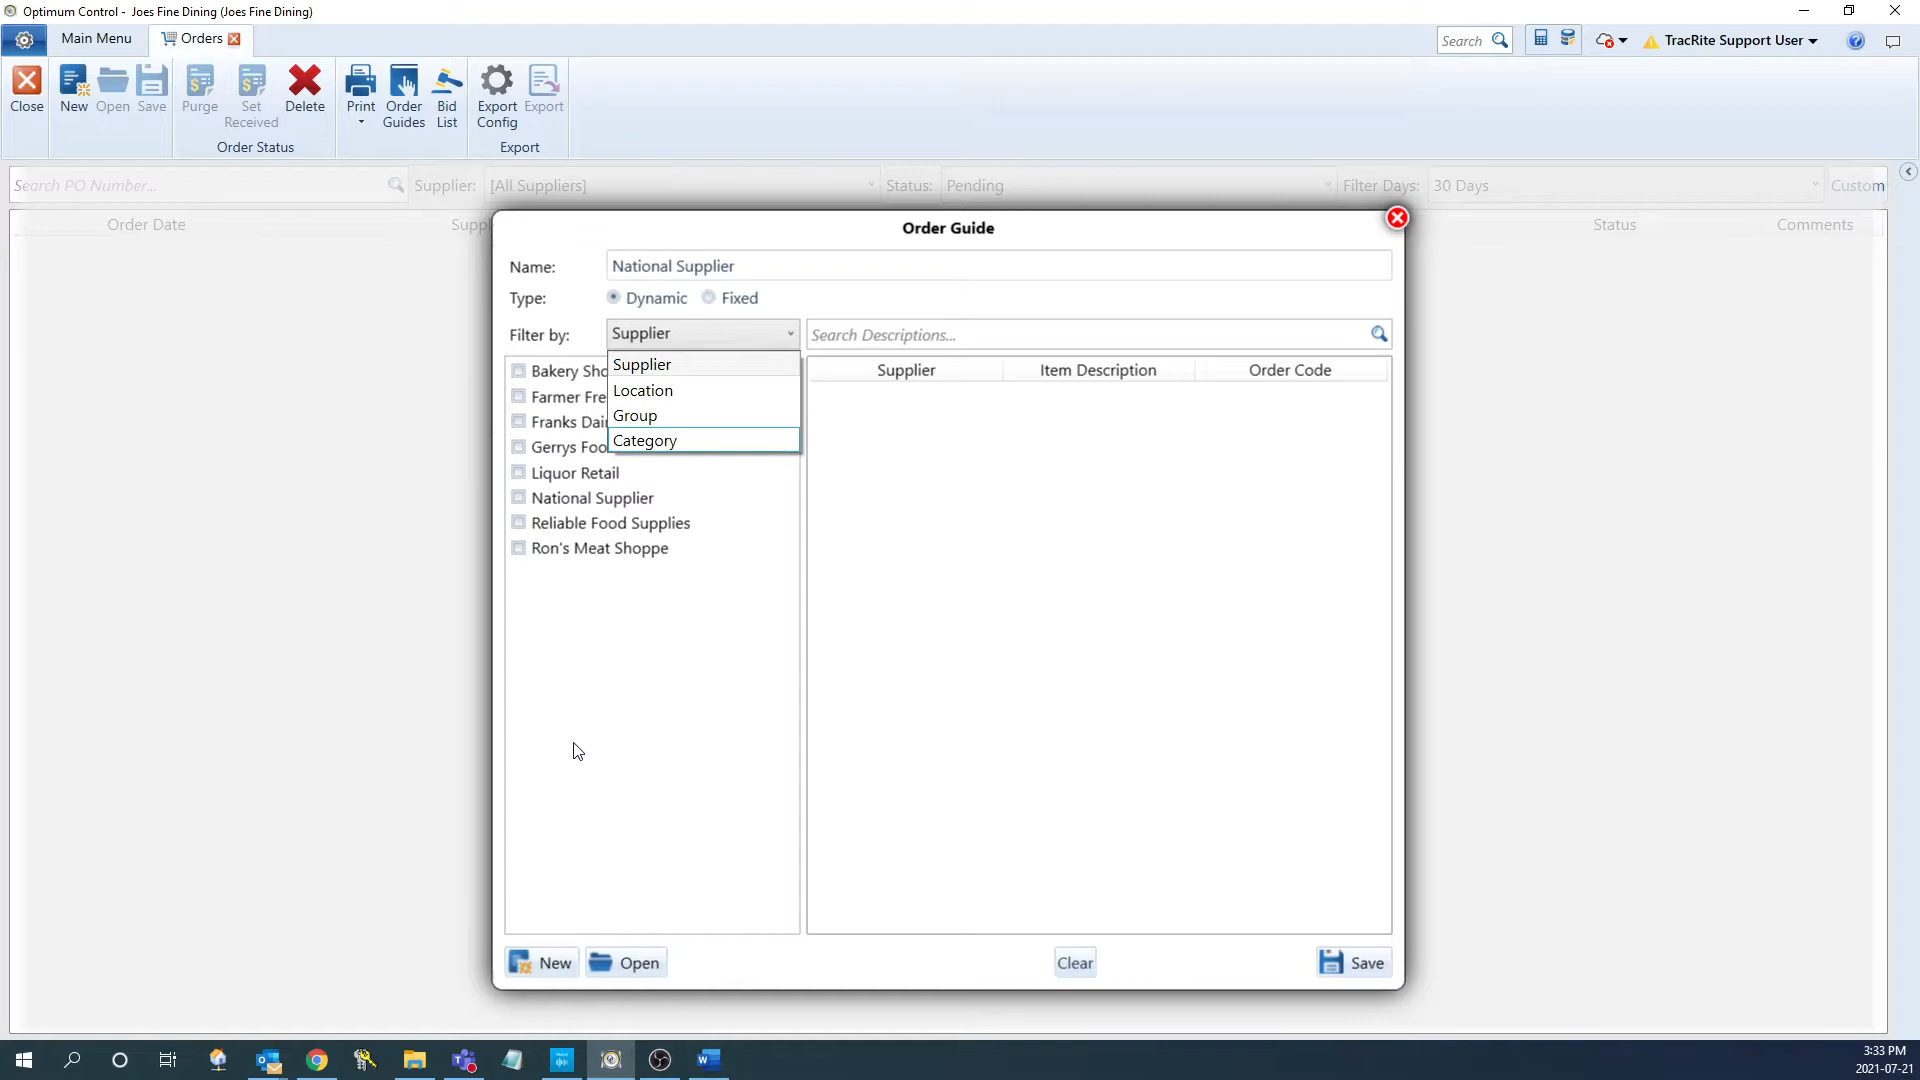 Optimum Control - Joes Fine Dining (Joes Fine Dining)
Main Menu Orders Search TracRite Support User
Close New Open Save Purge Set Received Delete Print Order Guides Bid List Export Config Export
Order Status Export
Search PO Number... Supplier: [All Suppliers] Status: Pending Filter Days: 30 Days Custom
Order Date Suppl Status Comments
Order Guide
Name: National Supplier
Type: Dynamic Fixed
Filter by: Supplier Search Descriptions...
Supplier
Location
Group
Category
Bakery Sho
Farmer Fre
Franks Dai
Gerrys Foo
Liquor Retail
National Supplier
Reliable Food Supplies
Ron's Meat Shoppe
Supplier Item Description Order Code
New Open Clear Save
3:33 PM
2021-07-21